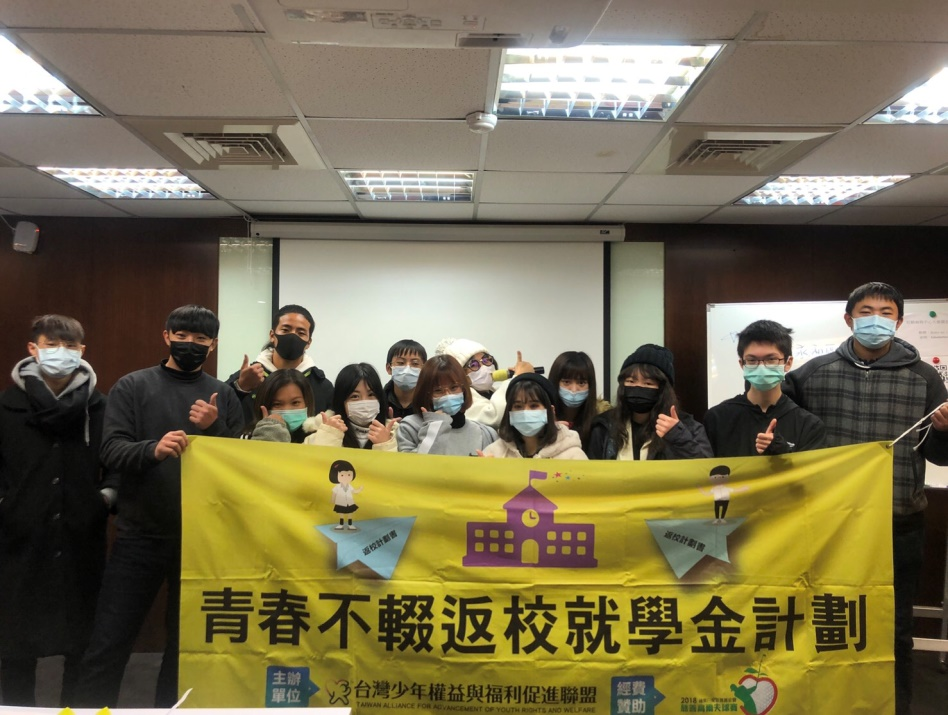 返校計劃書
返校計劃書
青春不輟返校就學金計劃
主辦
單位
台灣少年權益與福利促進聯盟
TAIWAN ALLIANCE FOR ADVANCEMENT OF YOUTH RIGHTS AND WELFARE
經費
贊助
2018